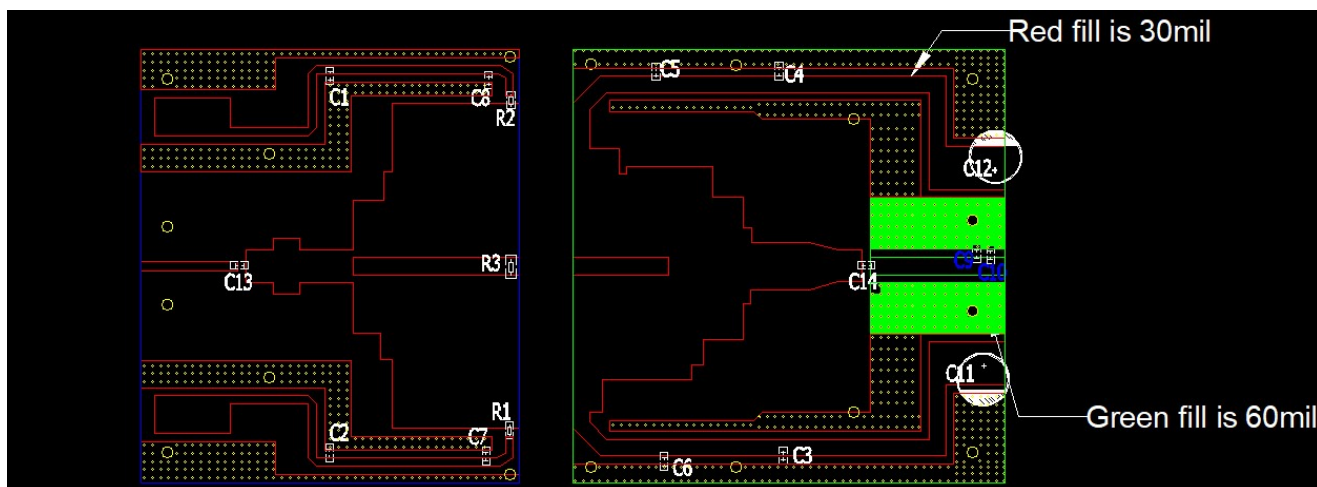 Red fill is 30mil
C5
C4
C1
C8
R2
C12
R3
C9
C10
C13
C14
C11
R1
C2
C7
C3
C6
Green fill is 60mil